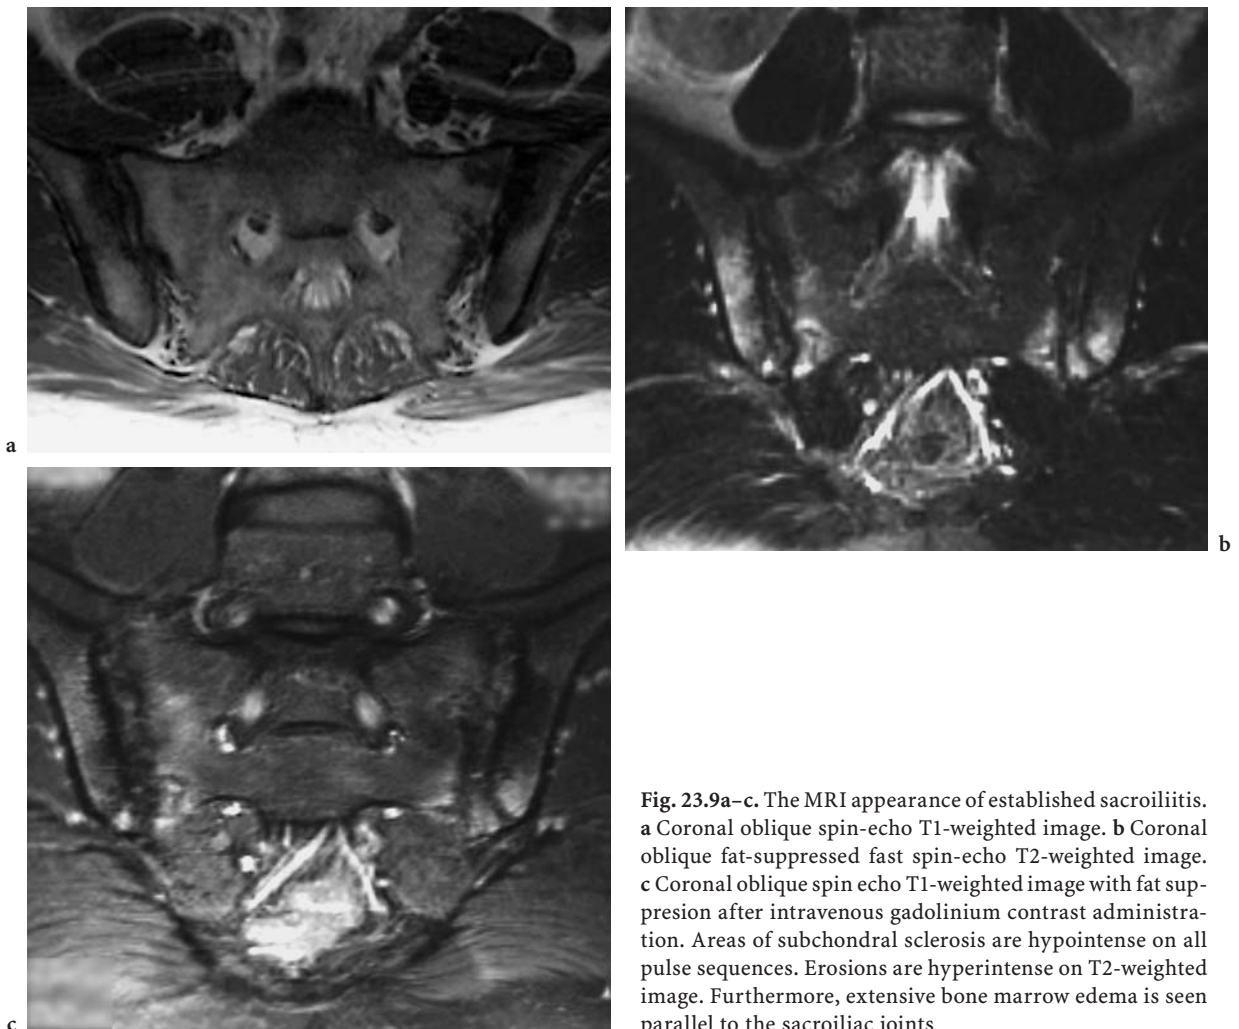 a
b
c
Fig. 23.9a–c. The MRI appearance of established sacroiliitis.
a Coronal oblique spin-echo T1-weighted image. b Coronal
oblique fat-suppressed fast spin-echo T2-weighted image.
c Coronal oblique spin echo T1-weighted image with fat sup-
presion after intravenous gadolinium contrast administra-
tion. Areas of subchondral sclerosis are hypointense on all
pulse sequences. Erosions are hyperintense on T2-weighted
image. Furthermore, extensive bone marrow edema is seen
parallel to the sacroiliac joints